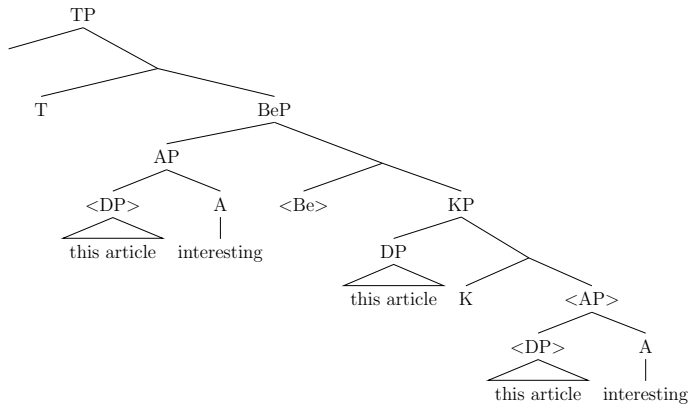 TP
T
BeP
AP
<DP>
A
<Be>
KP
this article
interesting
DP
this article
K
<AP>
<DP>
A
this article
interesting